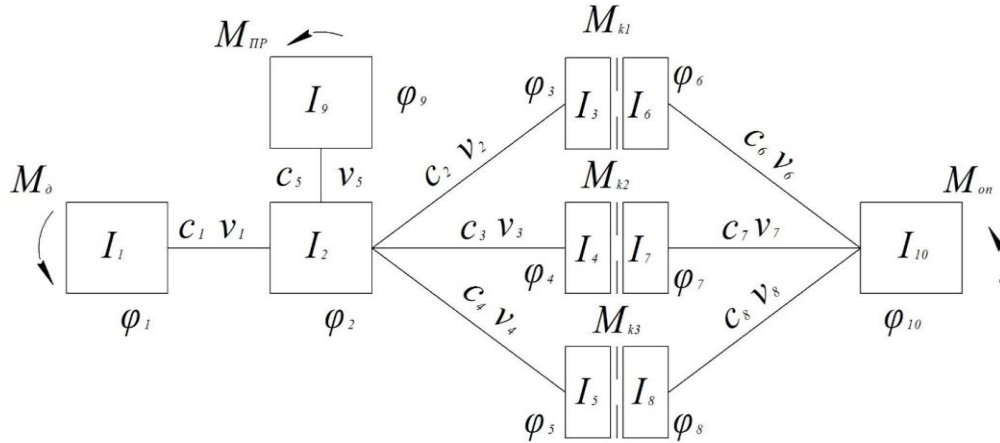 M_k1
M_ПР
φ_3 I_3 I_6 φ_6
I_9 φ_9
c_2 ν_2
c_6 ν_6
c_5 ν_5
M_k2
M_д
M_оп
I_1 c_1 ν_1 I_2 c_3 ν_3 I_4 I_7 c_7 ν_7 I_10
φ_4 φ_7
φ_1 φ_2 φ_10
c_4 ν_4
c_8 ν_8
M_k3
I_5 I_8
φ_5 φ_8